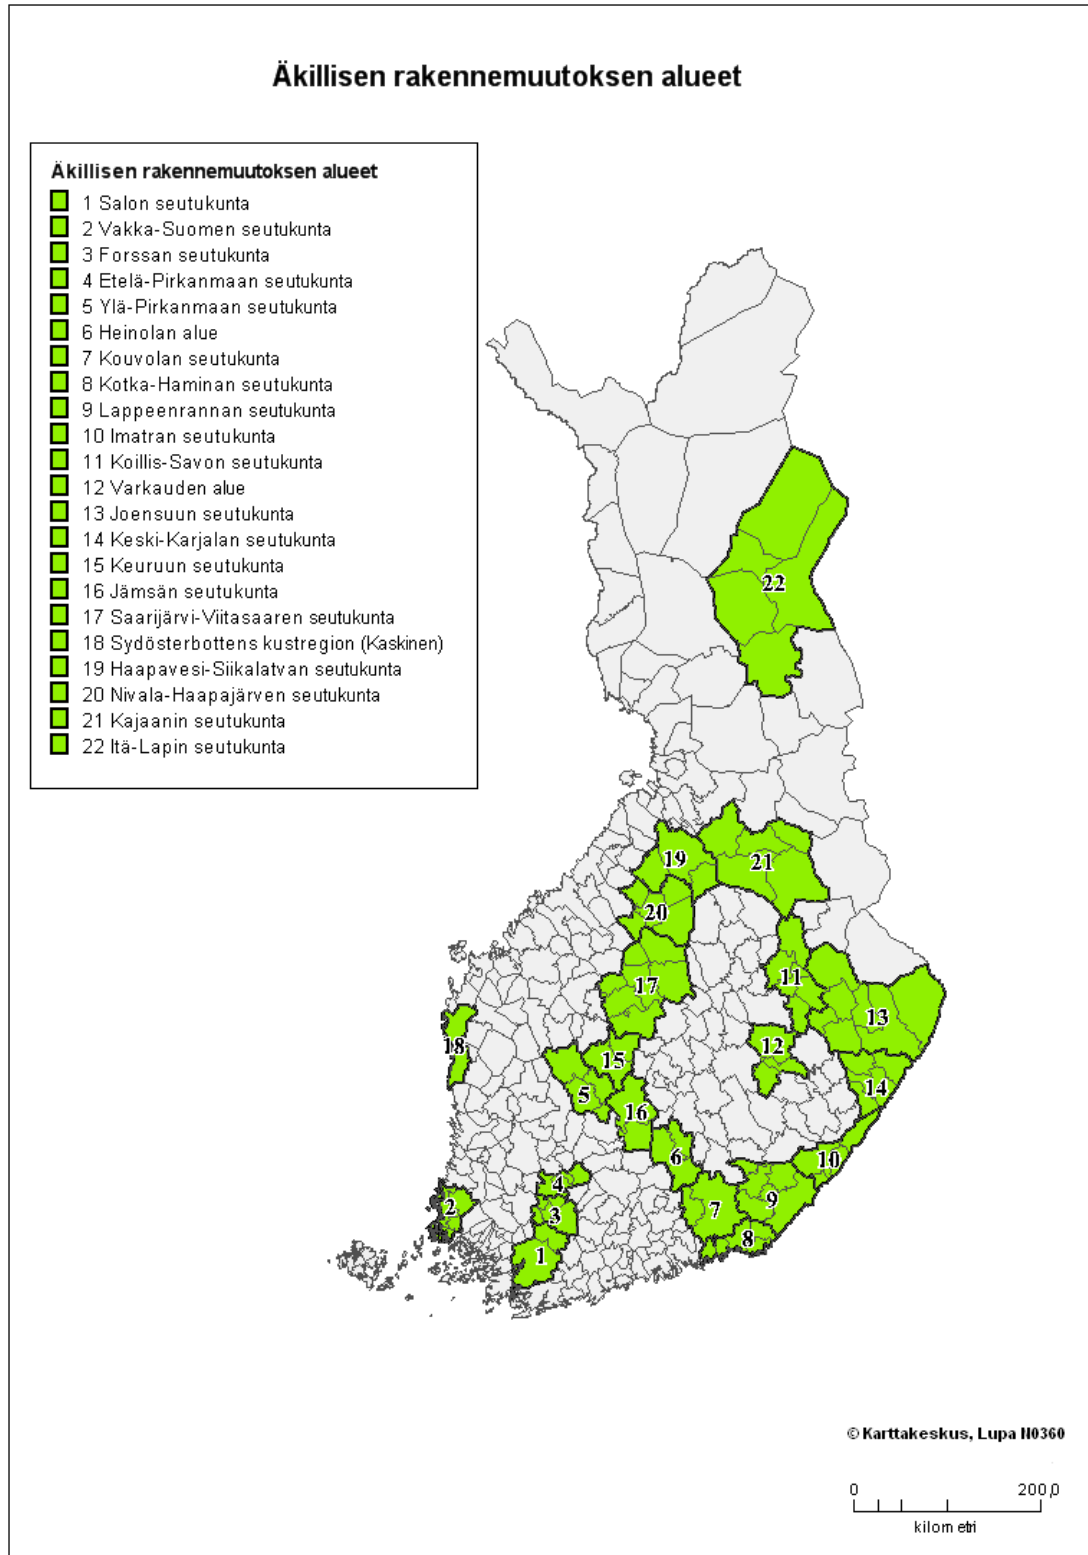 Äkillisen rakennemuutoksen alueet
Äkillisen rakennemuutoksen alueet
1 Salon seutukunta
2 Vakka-Suomen seutukunta
3 Forssan seutukunta
4 Etelä-Pirkanmaan seutukunta
5 Ylä-Pirkanmaan seutukunta
6 Heinolan alue
7 Kouvolan seutukunta
8 Kotka-Haminan seutukunta
9 Lappeenrannan seutukunta
10 Imatran seutukunta
11 Koillis-Savon seutukunta
12 Varkauden alue
13 Joensuun seutukunta
14 Keski-Karjalan seutukunta
15 Keuruun seutukunta
16 Jämsän seutukunta
17 Saarijärvi-Viitasaaren seutukunta
18 Sydösterbottens kustregion (Kaskinen)
19 Haapavesi-Siikalatvan seutukunta
20 Nivala-Haapajärven seutukunta
21 Kajaanin seutukunta
22 Itä-Lapin seutukunta
22
19
21
20
11
17
13
18
12
15
14
5
16
6
10
4
9
2
7
3
8
1
© Karttakeskus, Lupa N0360
0 200,0
kilometri